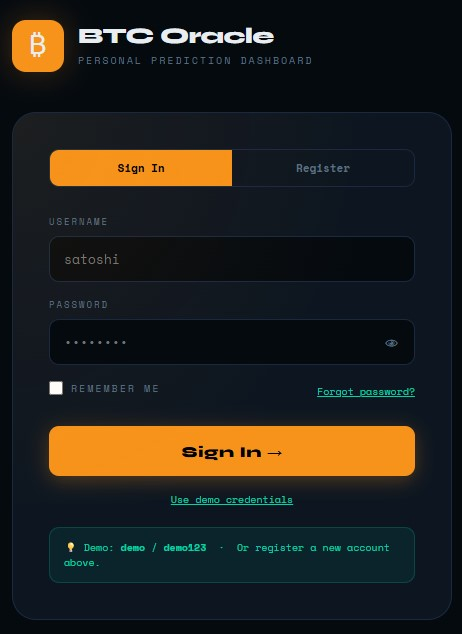 ₿
BTC Oracle
PERSONAL PREDICTION DASHBOARD
Sign In
Register
USERNAME
satoshi
PASSWORD
••••••••
REMEMBER ME
Forgot password?
Sign In →
Use demo credentials
💡 Demo: demo / demo123 · Or register a new account
above.